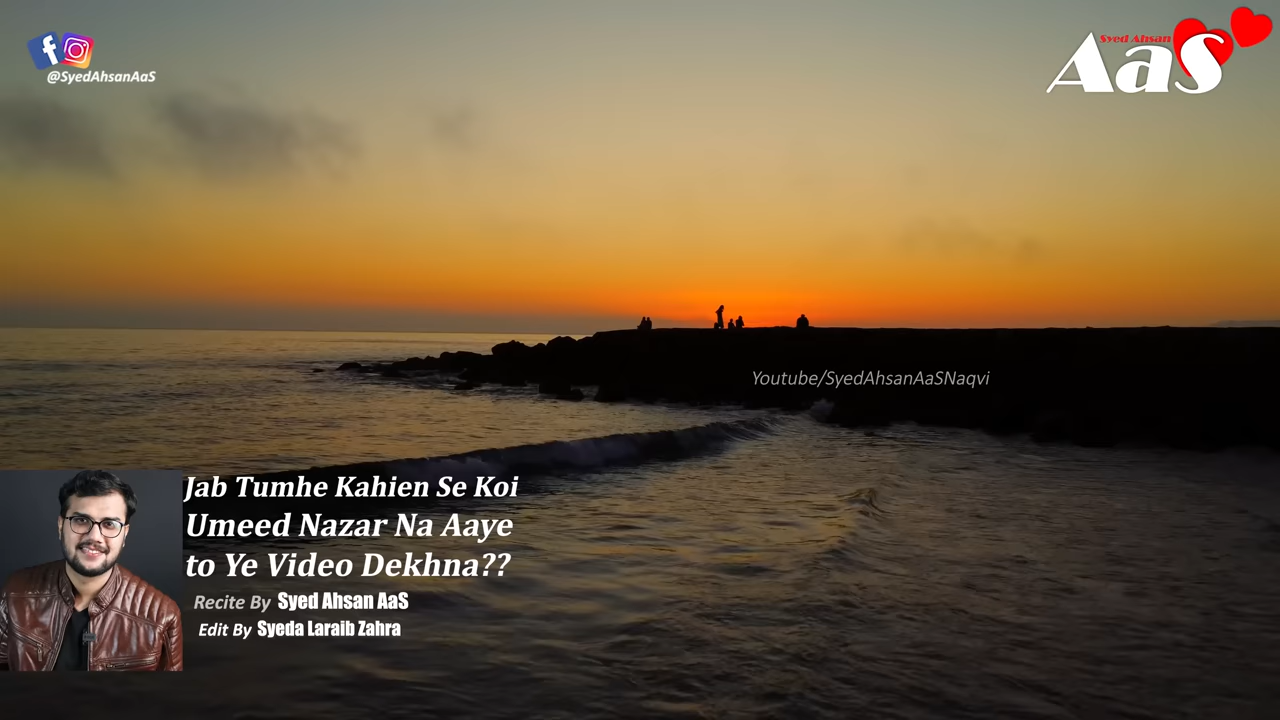 @SyedAhsanAaS
Syed Ahsan
AaS
Youtube/SyedAhsanAaSNaqvi
Jab Tumhe Kahien Se Koi
Umeed Nazar Na Aaye
to Ye Video Dekhna??
Recite By Syed Ahsan AaS
Edit By Syeda Laraib Zahra